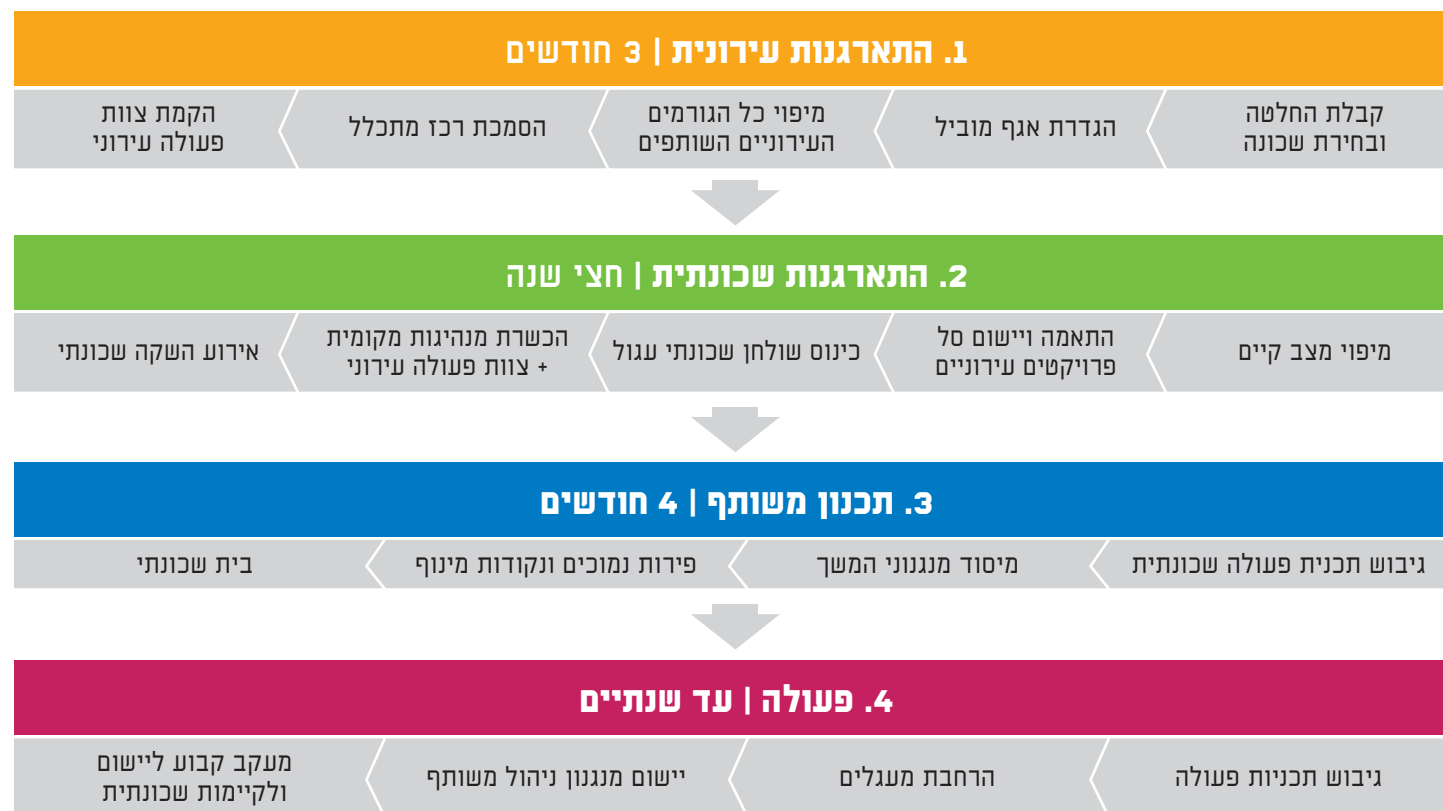 1. התארגנות עירונית | 3 חודשים
קבלת החלטה
ובחירת שכונה
הגדרת אגף מוביל
מיפוי כל הגורמים
העירוניים השותפים
הסמכת רכז מתכלל
הקמת צוות
פעולה עירוני
2. התארגנות שכונתית | חצי שנה
מיפוי מצב קיים
התאמה ויישום סל
פרויקטים עירוניים
כינוס שולחן שכונתי עגול
הכשרת מנהיגות מקומית
+ צוות פעולה עירוני
אירוע השקה שכונתי
3. תכנון משותף | 4 חודשים
גיבוש תכנית פעולה שכונתית
מיסוד מנגנוני המשך
פירות נמוכים ונקודות מינוף
בית שכונתי
4. פעולה | עד שנתיים
גיבוש תכניות פעולה
הרחבת מעגלים
יישום מנגנון ניהול משותף
מעקב קבוע ליישום
ולקיימות שכונתית